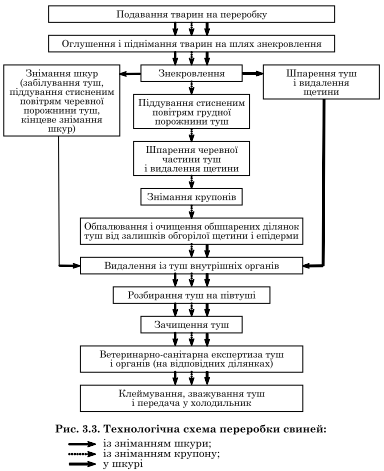 Подавання тварин на переробку
Оглушення і піднімання тварин на шлях знекровлення
Знімання шкур
(забілування туш,
піддування стисненим
повітрям черевної
порожнини туш,
кінцеве знімання
шкур)
Знекровлення
Шпарення туш
і видалення
щетини
Піддування стисненим
повітрям грудної
порожнини туш
Шпарення черевної
частини туш
і видалення щетини
Знімання крупонів
Обпалювання і очищення обшпарених ділянок
туш від залишків обгорілої щетини і епідерми
Видалення із туш внутрішніх органів
Розбирання туш на півтуші
Зачищення туш
Ветеринарно-санітарна експертиза туш
і органів (на відповідних ділянках)
Клеймування, зважування туш
і передача у холодильник
Рис. 3.3. Технологічна схема переробки свиней:
із зніманням шкури;
із зніманням крупону;
у шкурі